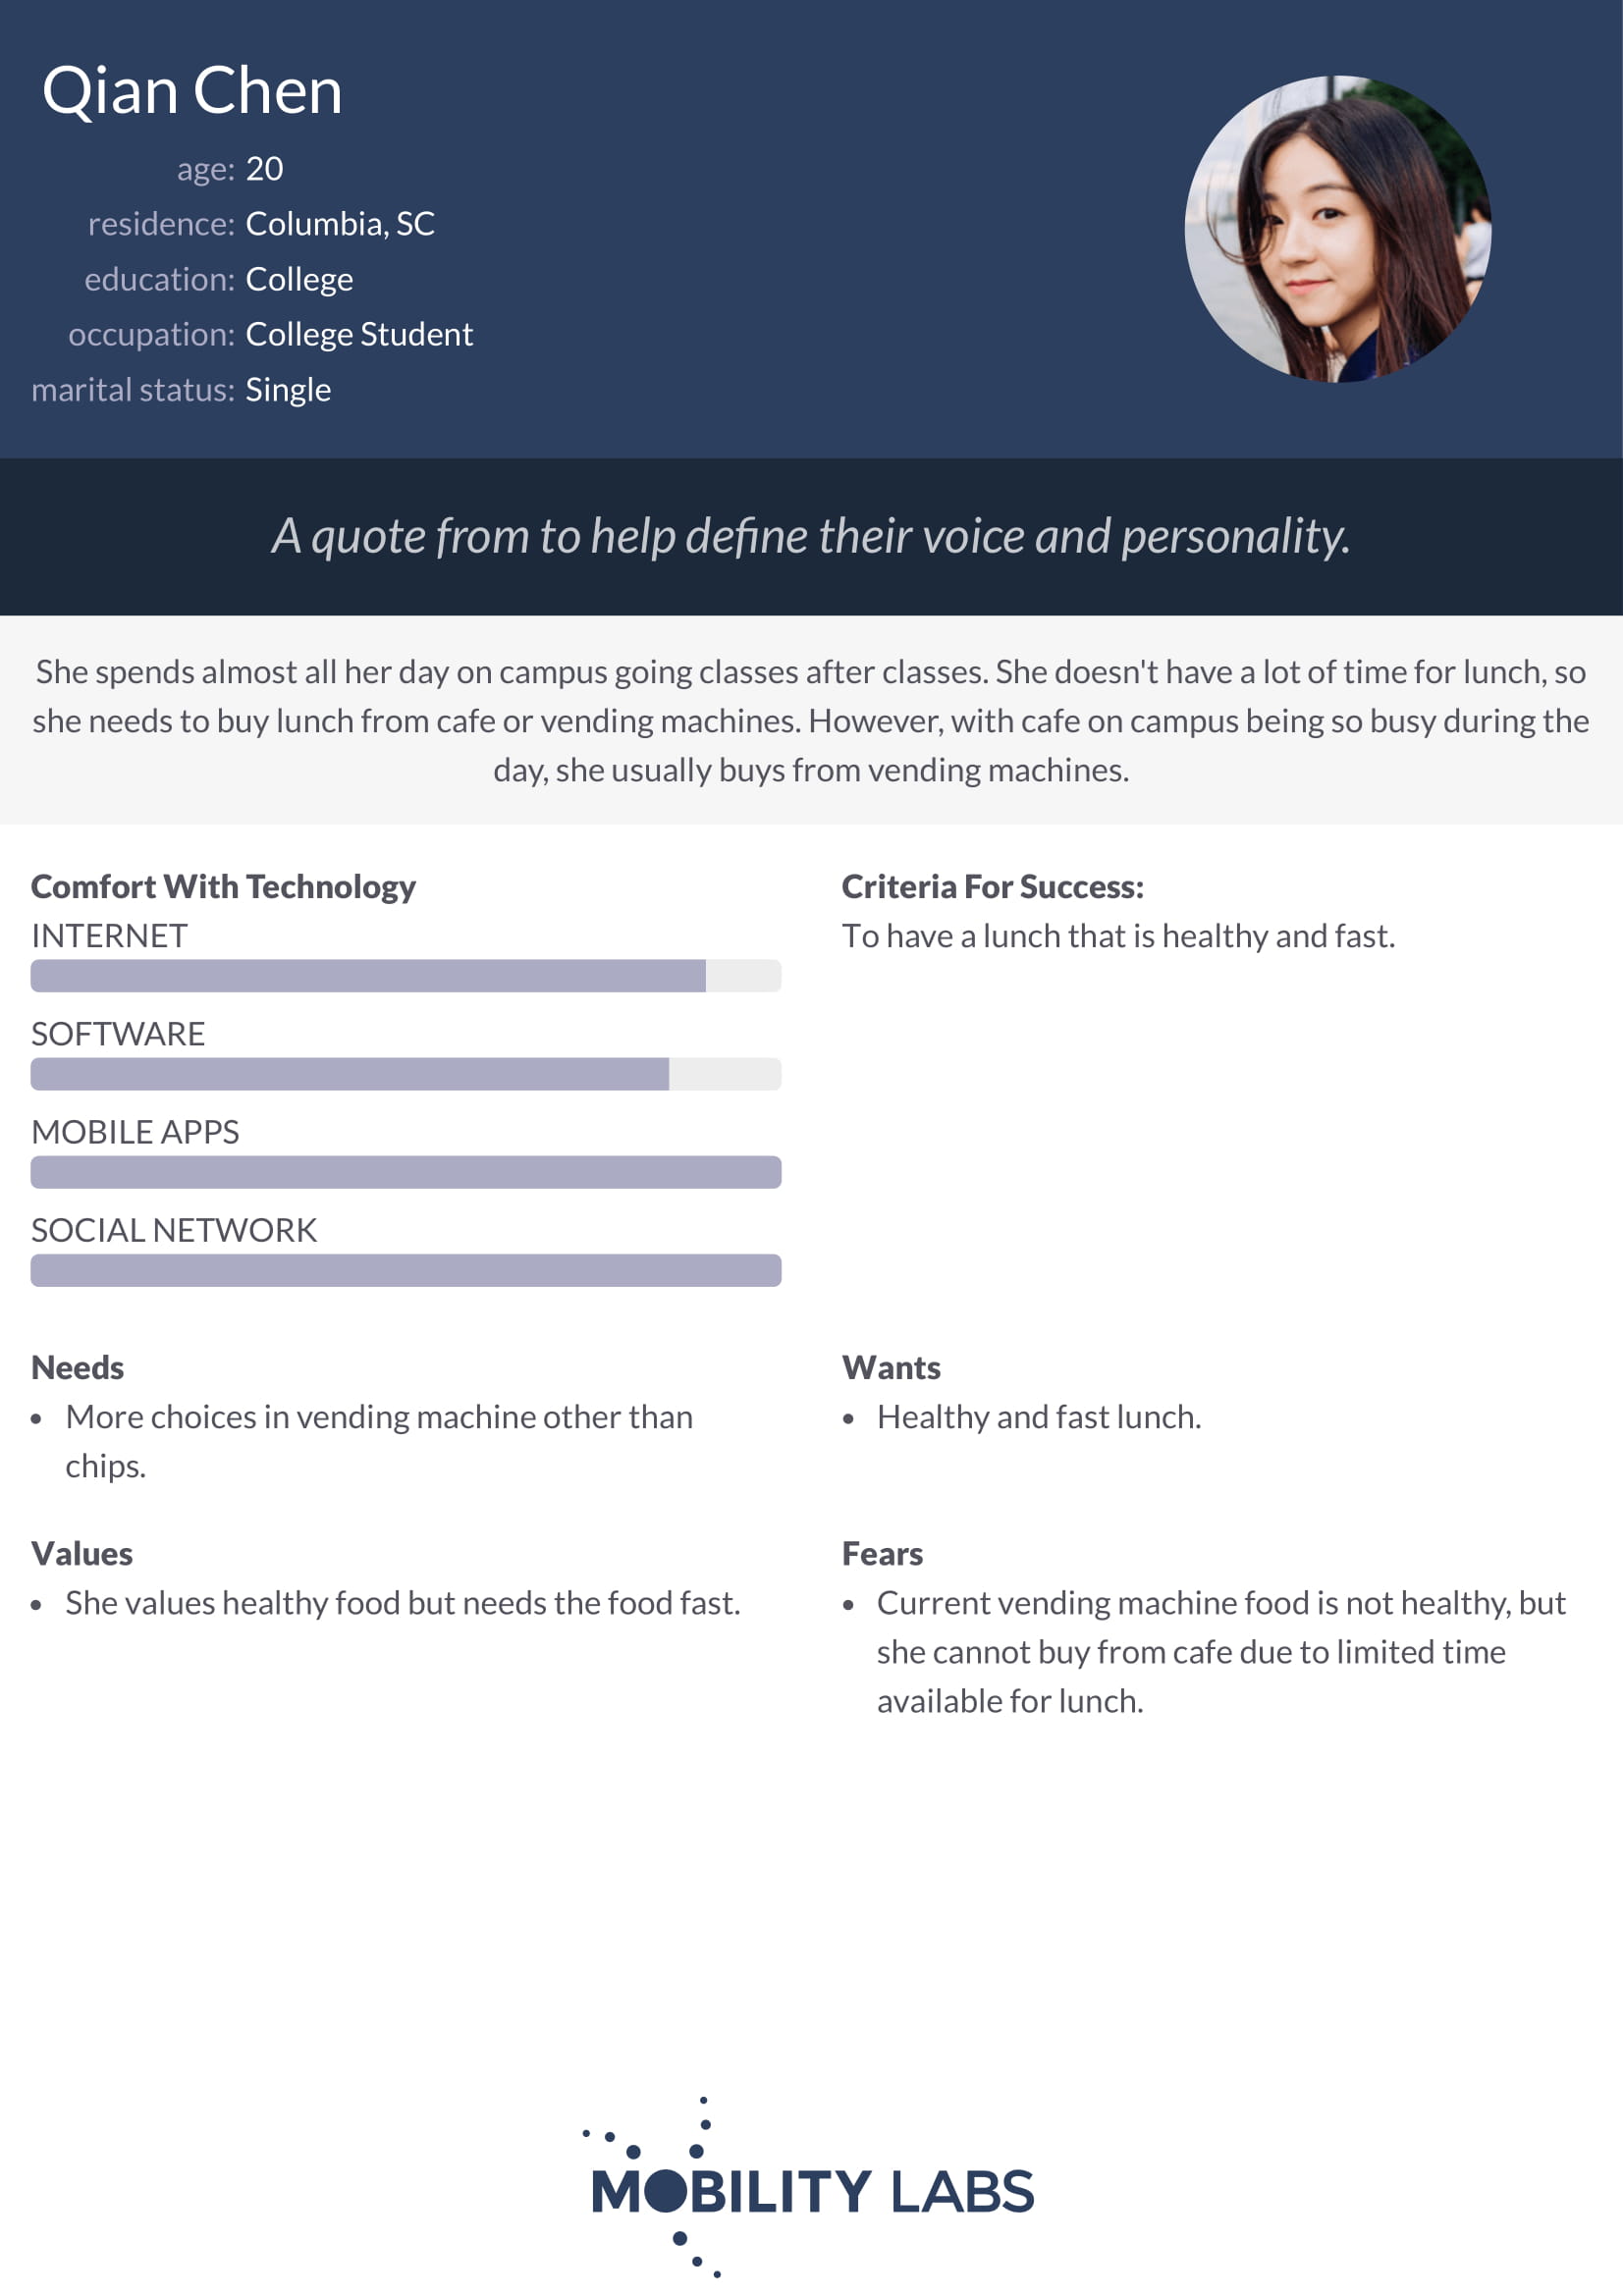 Qian Chen
age: 20
residence: Columbia, SC
education: College
occupation: College Student
marital status: Single
A quote from to help define their voice and personality.
She spends almost all her day on campus going classes after classes. She doesn't have a lot of time for lunch, so
she needs to buy lunch from cafe or vending machines. However, with cafe on campus being so busy during the
day, she usually buys from vending machines.
Comfort With Technology
INTERNET
SOFTWARE
MOBILE APPS
SOCIAL NETWORK
Criteria For Success:
To have a lunch that is healthy and fast.
Needs
• More choices in vending machine other than
chips.
Wants
• Healthy and fast lunch.
Values
• She values healthy food but needs the food fast.
Fears
• Current vending machine food is not healthy, but
she cannot buy from cafe due to limited time
available for lunch.
MOBILITY LABS